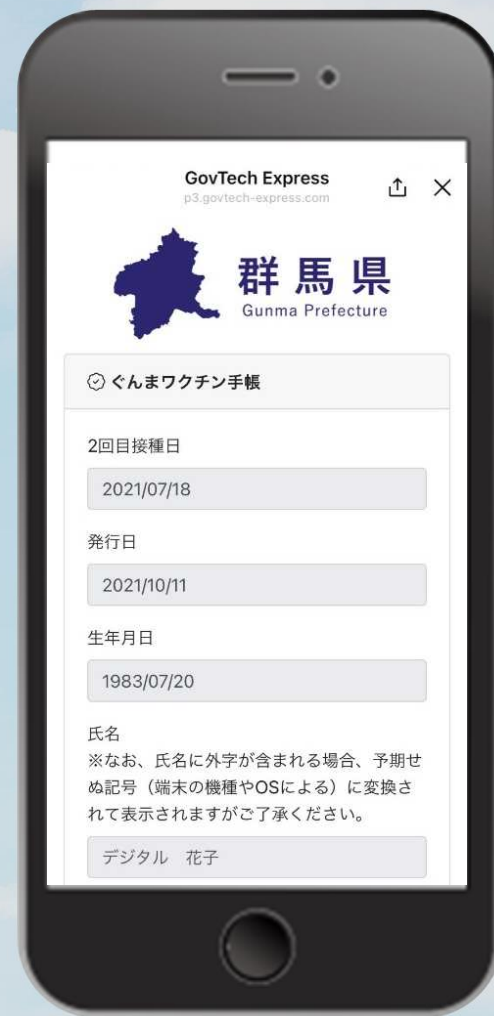 GovTech Express
p3.govtech-express.com
群馬県
Gunma Prefecture
ぐんまワクチン手帳
2回目接種日
2021/07/18
発行日
2021/10/11
生年月日
1983/07/20
氏名
※なお、氏名に外字が含まれる場合、予期せ
ぬ記号（端末の機種やOSによる）に変換さ
れて表示されますがご了承ください。
デジタル　花子